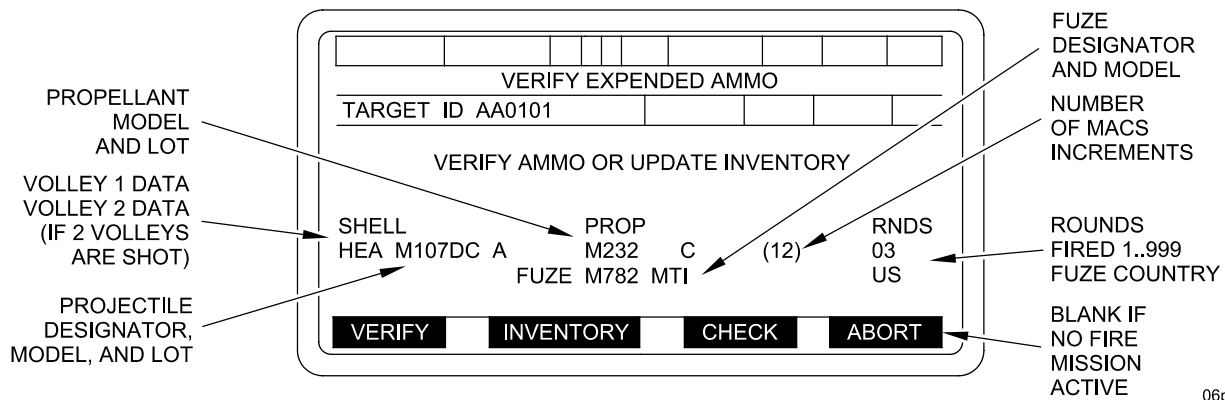 VERIFY EXPENDED AMMO
TARGET ID AA0101
VERIFY AMMO OR UPDATE INVENTORY
SHELL PROP RNDS
HEA M107DC A M232 C (12) 03
FUZE M782 MTI US
VERIFY INVENTORY CHECK ABORT
PROPELLANT
MODEL
AND LOT
VOLLEY 1 DATA
VOLLEY 2 DATA
(IF 2 VOLLEYS
ARE SHOT)
PROJECTILE
DESIGNATOR,
MODEL, AND LOT
FUZE
DESIGNATOR
AND MODEL
NUMBER
OF MACS
INCREMENTS
ROUNDS
FIRED 1..999
FUZE COUNTRY
BLANK IF
NO FIRE
MISSION
ACTIVE